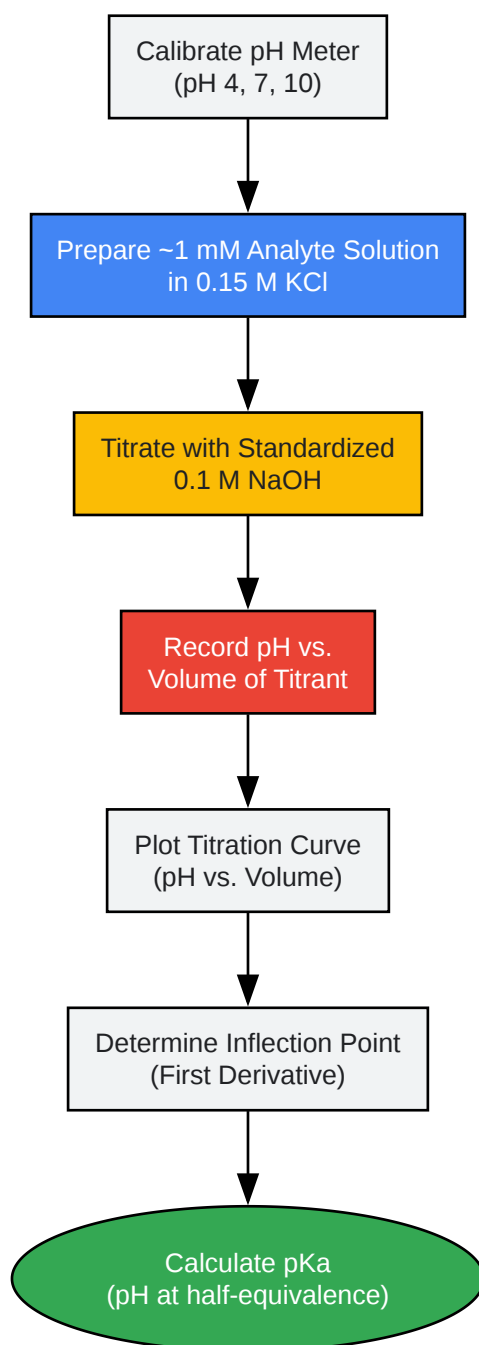 Calibrate pH Meter
(pH 4, 7, 10)
Prepare ~1 mM Analyte Solution
in 0.15 M KCl
Titrate with Standardized
0.1 M NaOH
Record pH vs.
Volume of Titrant
Plot Titration Curve
(pH vs. Volume)
Determine Inflection Point
(First Derivative)
Calculate pKa
(pH at half-equivalence)